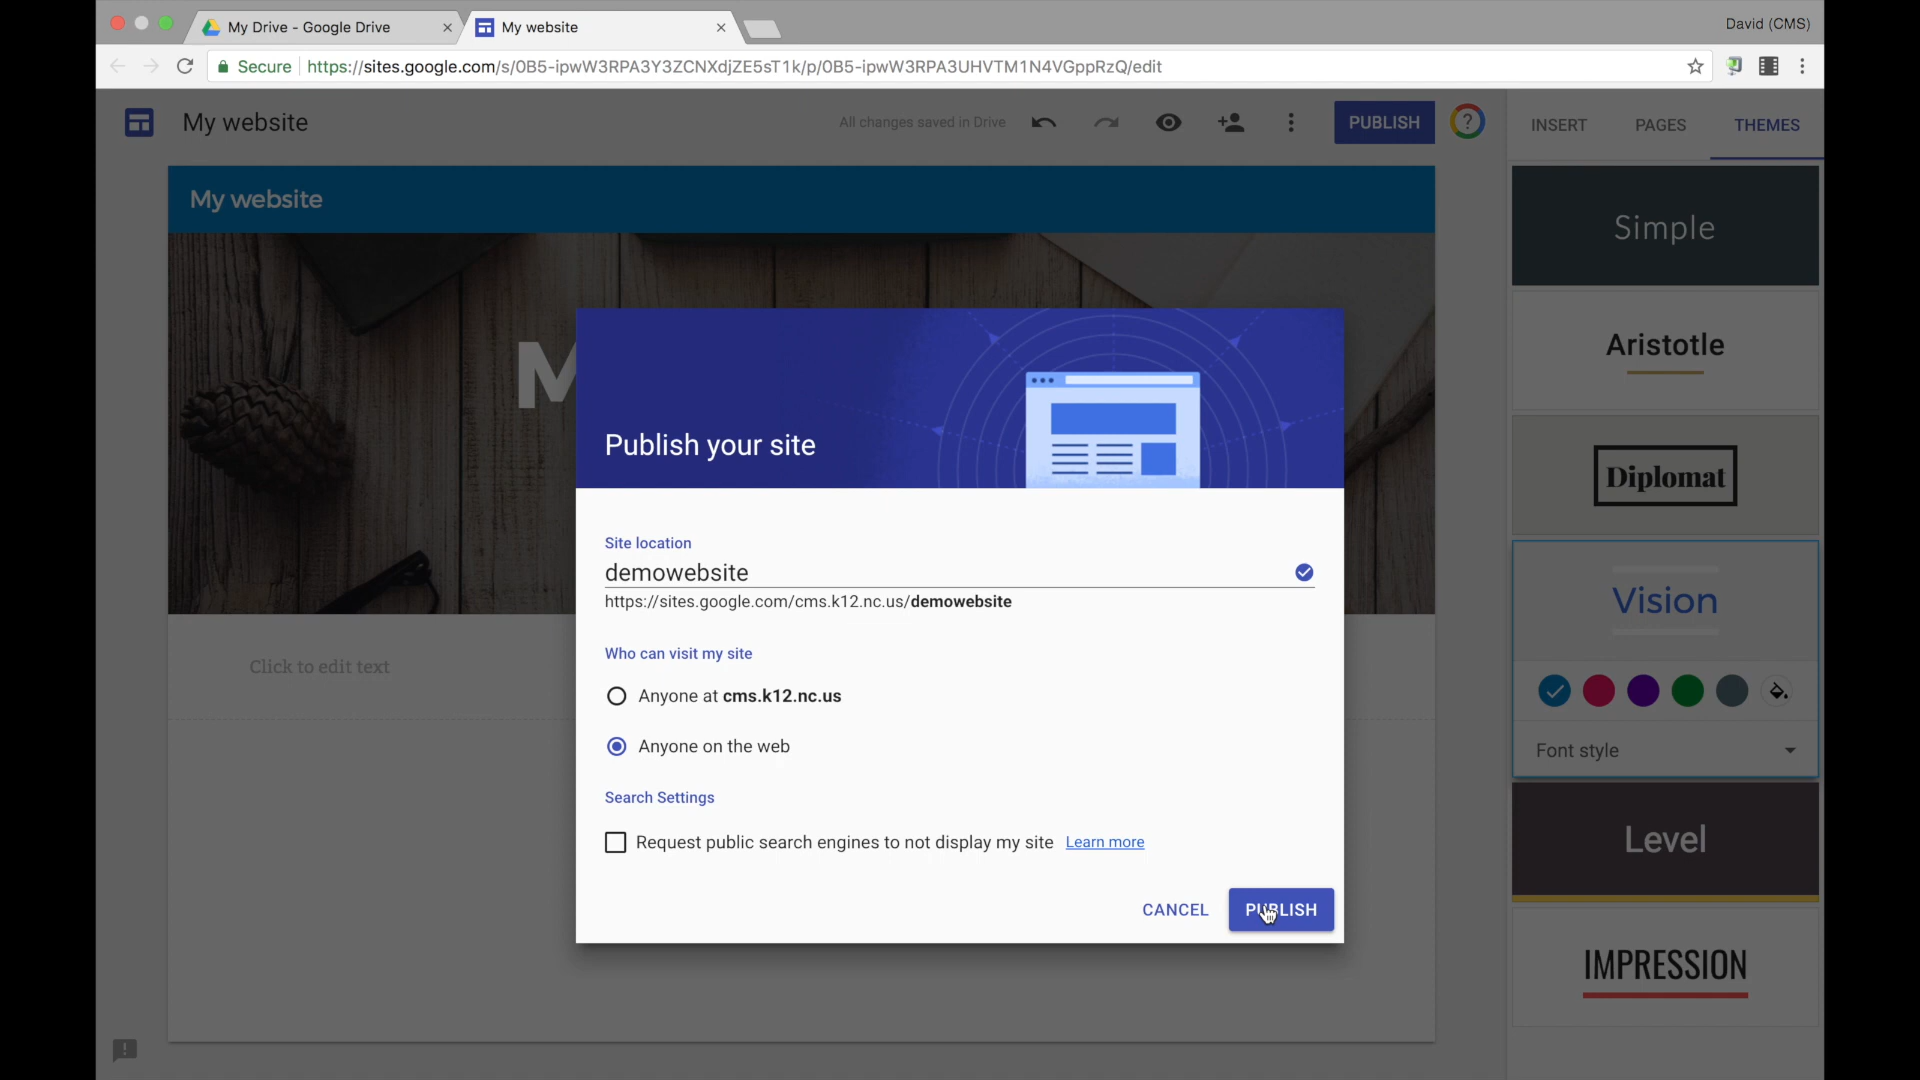 My Drive - Google Drive
My website
David (CMS)
Secure
https://sites.google.com/s/0B5-ipwW3RPA3Y3ZCNXdjZE5sT1k/p/0B5-ipwW3RPA3UHVTM1N4VGppRzQ/edit
My website
All changes saved in Drive
PUBLISH
?
INSERT
PAGES
THEMES
My website
M
Click to edit text
Publish your site
Site location
demowebsite
https://sites.google.com/cms.k12.nc.us/demowebsite
Who can visit my site
Anyone at cms.k12.nc.us
Anyone on the web
Search Settings
Request public search engines to not display my site Learn more
CANCEL
PUBLISH
Simple
Aristotle
Diplomat
Vision
Font style
Level
IMPRESSION